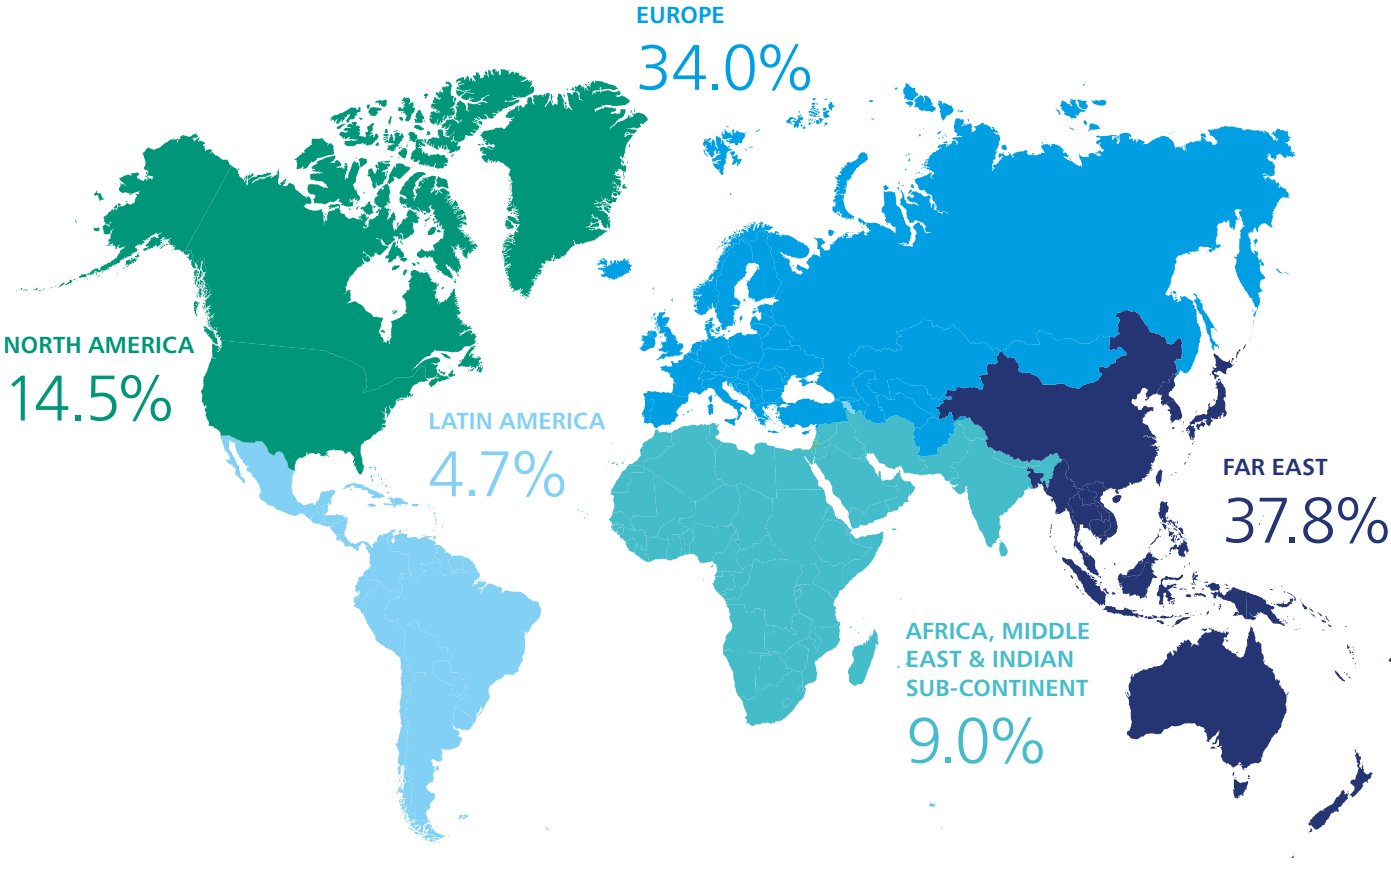 EUROPE
34.0%
NORTH AMERICA
14.5%
LATIN AMERICA
4.7%
FAR EAST
37.8%
AFRICA, MIDDLE
EAST & INDIAN
SUB-CONTINENT
9.0%